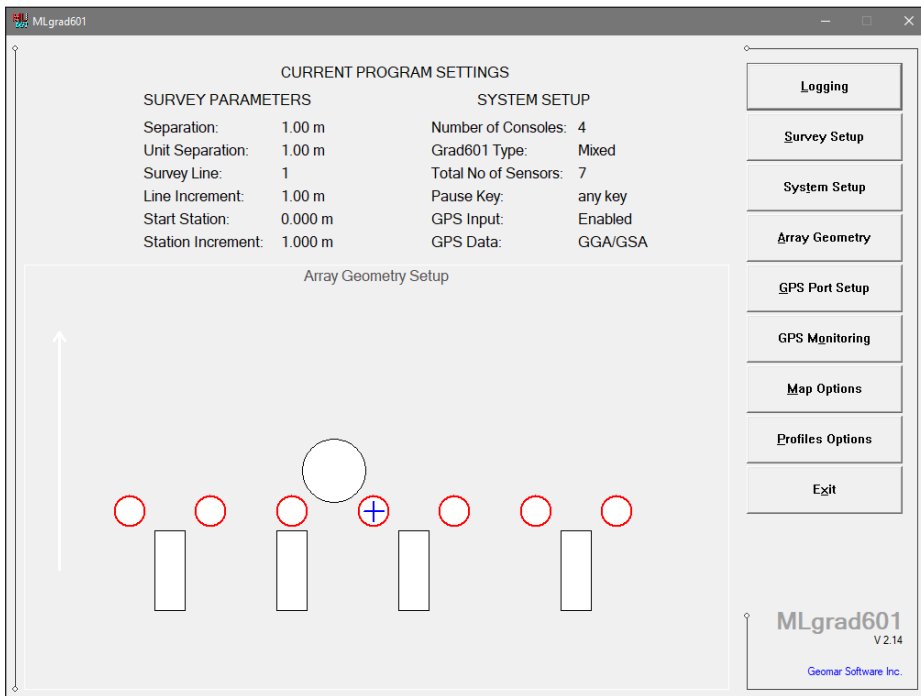 MLgrad601
CURRENT PROGRAM SETTINGS
SURVEY PARAMETERS
Separation: 1.00 m
Unit Separation: 1.00 m
Survey Line: 1
Line Increment: 1.00 m
Start Station: 0.000 m
Station Increment: 1.000 m
SYSTEM SETUP
Number of Consoles: 4
Grad601 Type: Mixed
Total No of Sensors: 7
Pause Key: any key
GPS Input: Enabled
GPS Data: GGA/GSA
Array Geometry Setup
Logging
Survey Setup
System Setup
Array Geometry
GPS Port Setup
GPS Monitoring
Map Options
Profiles Options
Exit
MLgrad601
V 2.14
Geomar Software Inc.